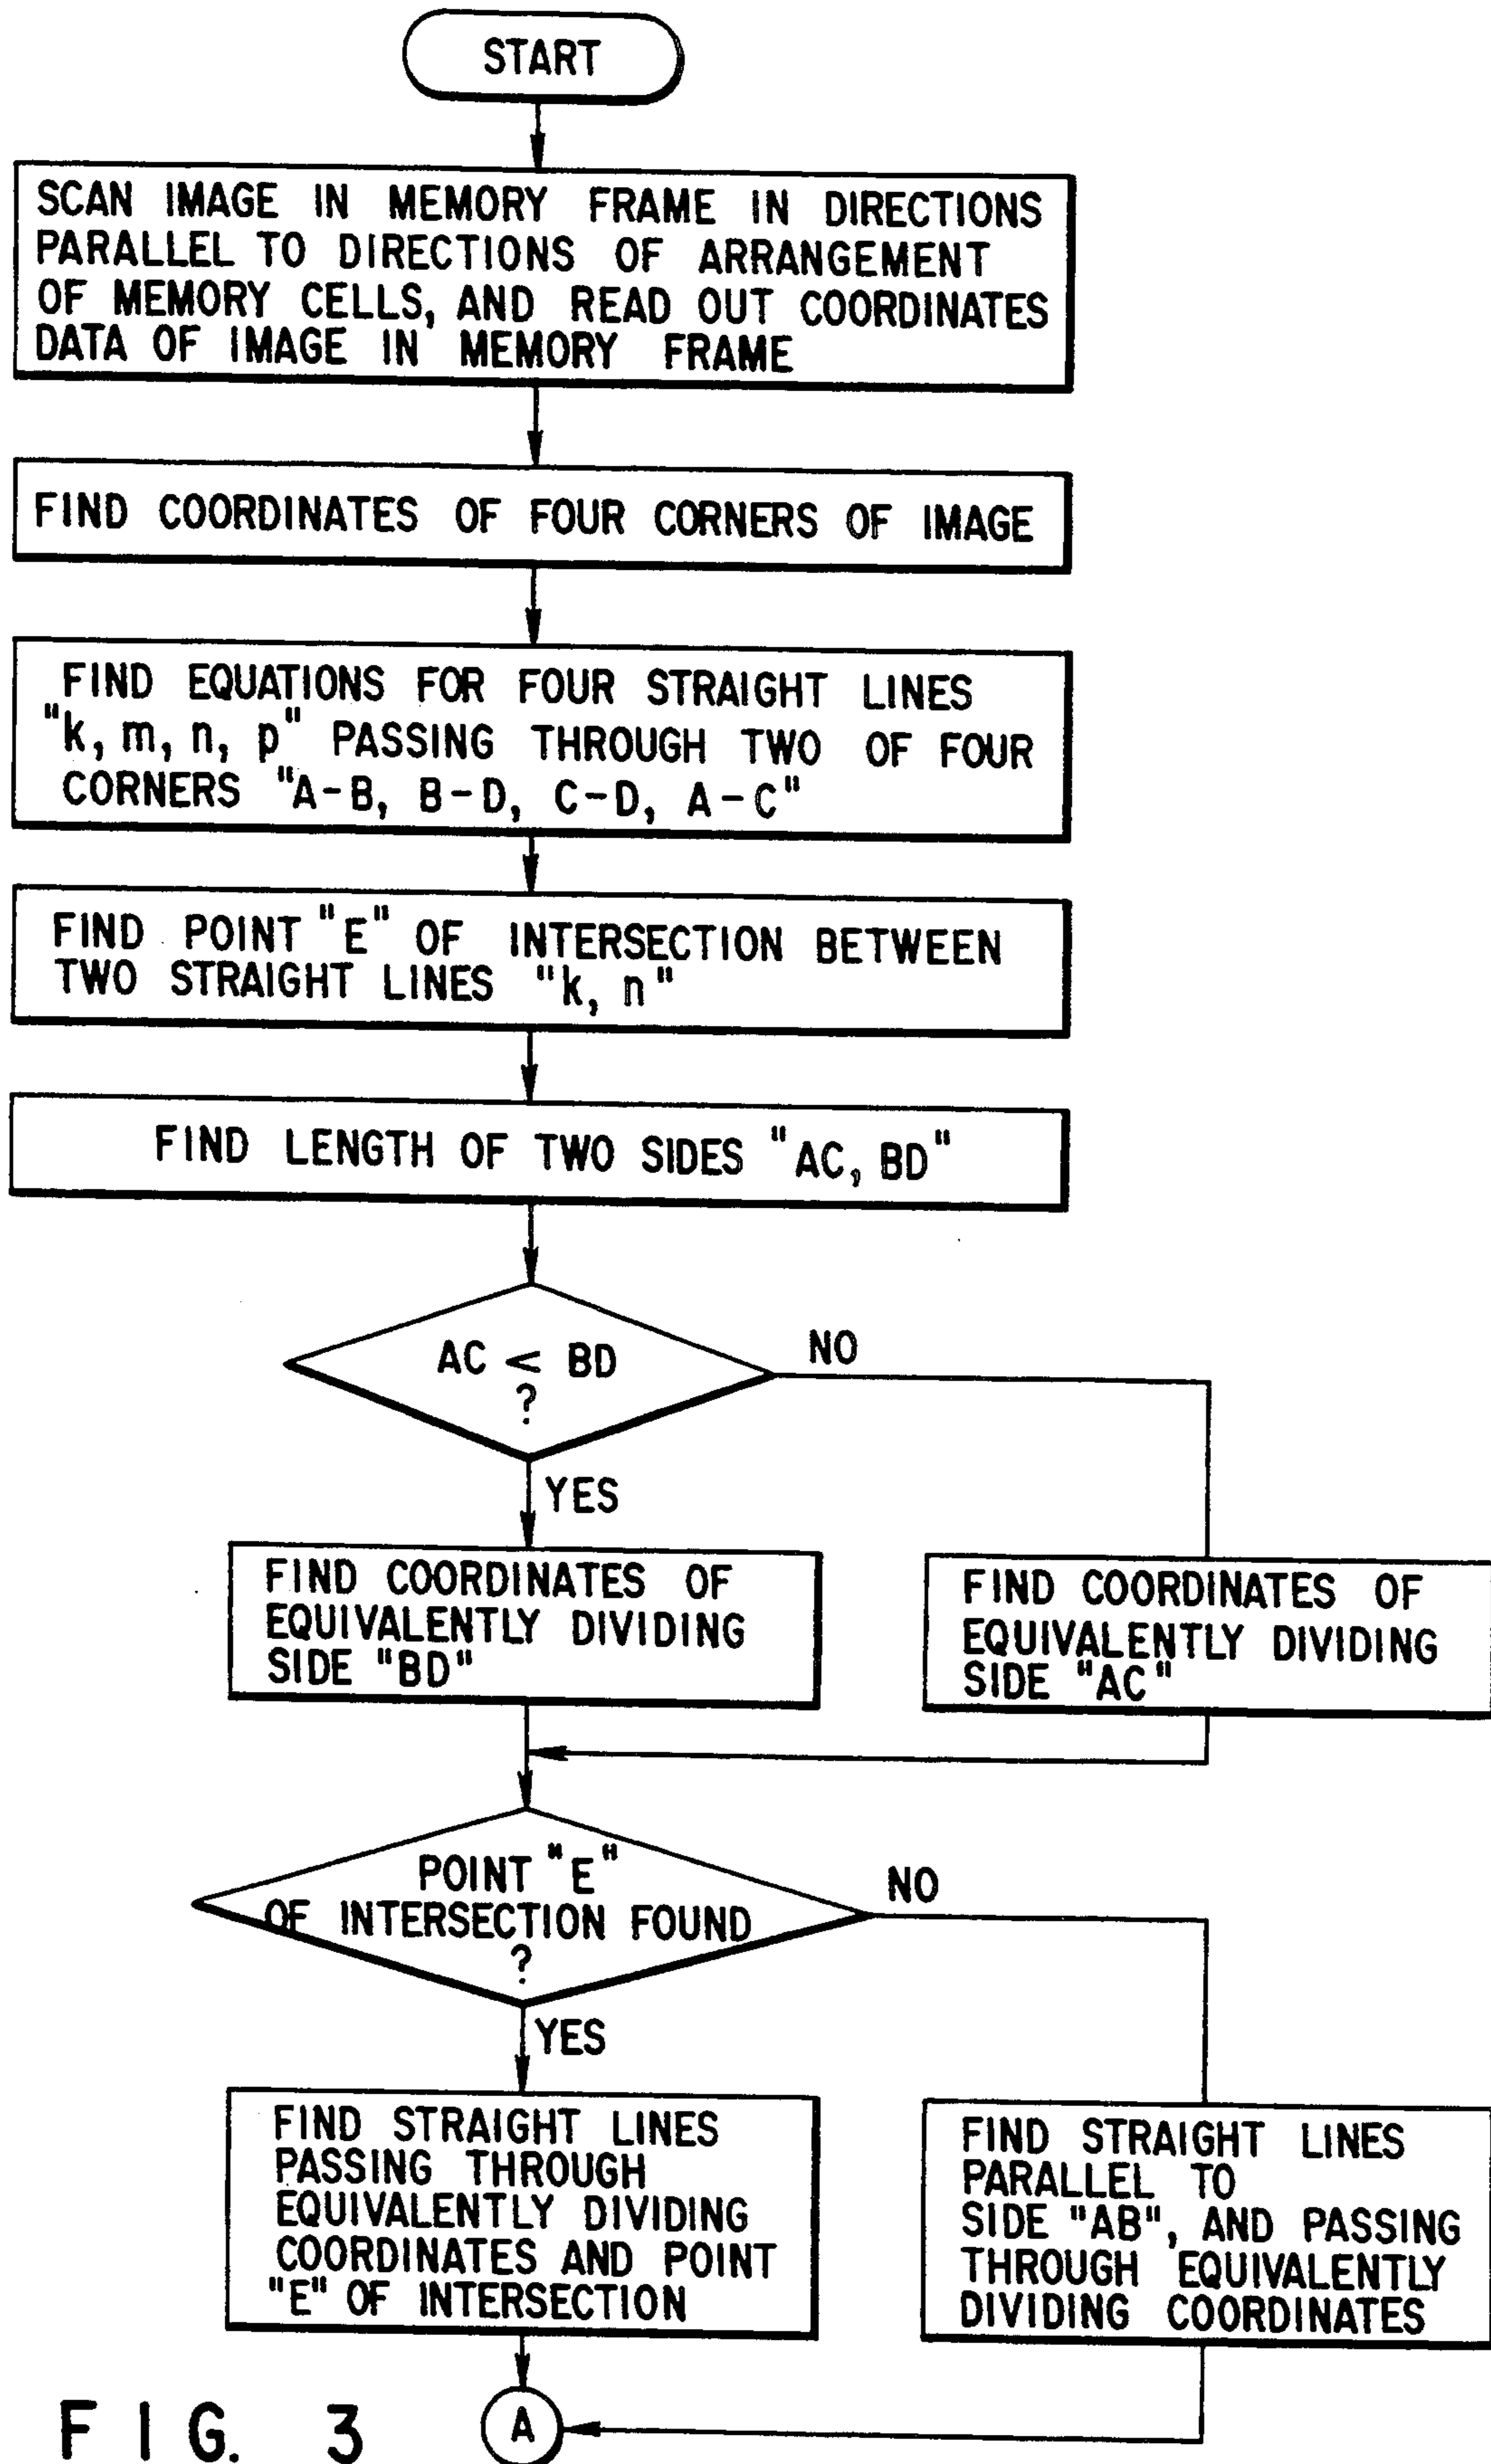 START
SCAN IMAGE IN MEMORY FRAME IN DIRECTIONS
PARALLEL TO DIRECTIONS OF ARRANGEMENT
OF MEMORY CELLS, AND READ OUT COORDINATES
DATA OF IMAGE IN MEMORY FRAME
FIND COORDINATES OF FOUR CORNERS OF IMAGE
FIND EQUATIONS FOR FOUR STRAIGHT LINES
"k, m, n, p" PASSING THROUGH TWO OF FOUR
CORNERS "A-B, B-D, C-D, A-C"
FIND POINT "E" OF INTERSECTION BETWEEN
TWO STRAIGHT LINES "k, n"
FIND LENGTH OF TWO SIDES "AC, BD"
AC < BD
?
NO
YES
FIND COORDINATES OF
EQUIVALENTLY DIVIDING
SIDE "BD"
FIND COORDINATES OF
EQUIVALENTLY DIVIDING
SIDE "AC"
POINT "E"
OF INTERSECTION FOUND
?
NO
YES
FIND STRAIGHT LINES
PASSING THROUGH
EQUIVALENTLY DIVIDING
COORDINATES AND POINT
"E" OF INTERSECTION
FIND STRAIGHT LINES
PARALLEL TO
SIDE "AB", AND PASSING
THROUGH EQUIVALENTLY
DIVIDING COORDINATES
A
FIG. 3